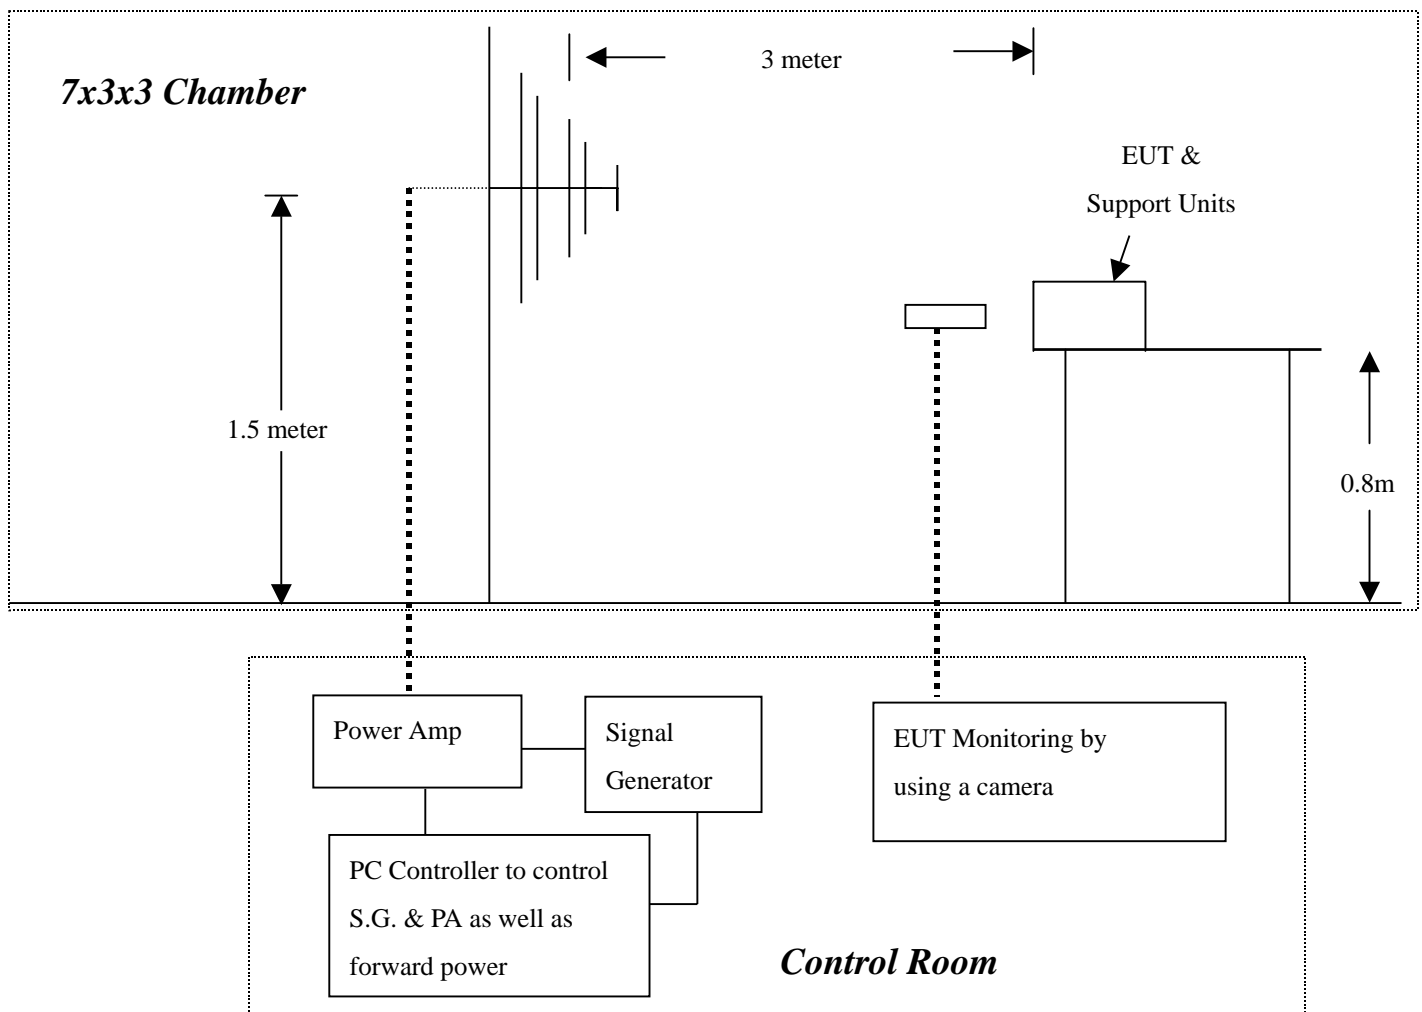 3 meter
7x3x3 Chamber
EUT &
Support Units
1.5 meter
0.8m
Power Amp
Signal
Generator
EUT Monitoring by
using a camera
PC Controller to control
S.G. & PA as well as
forward power
Control Room